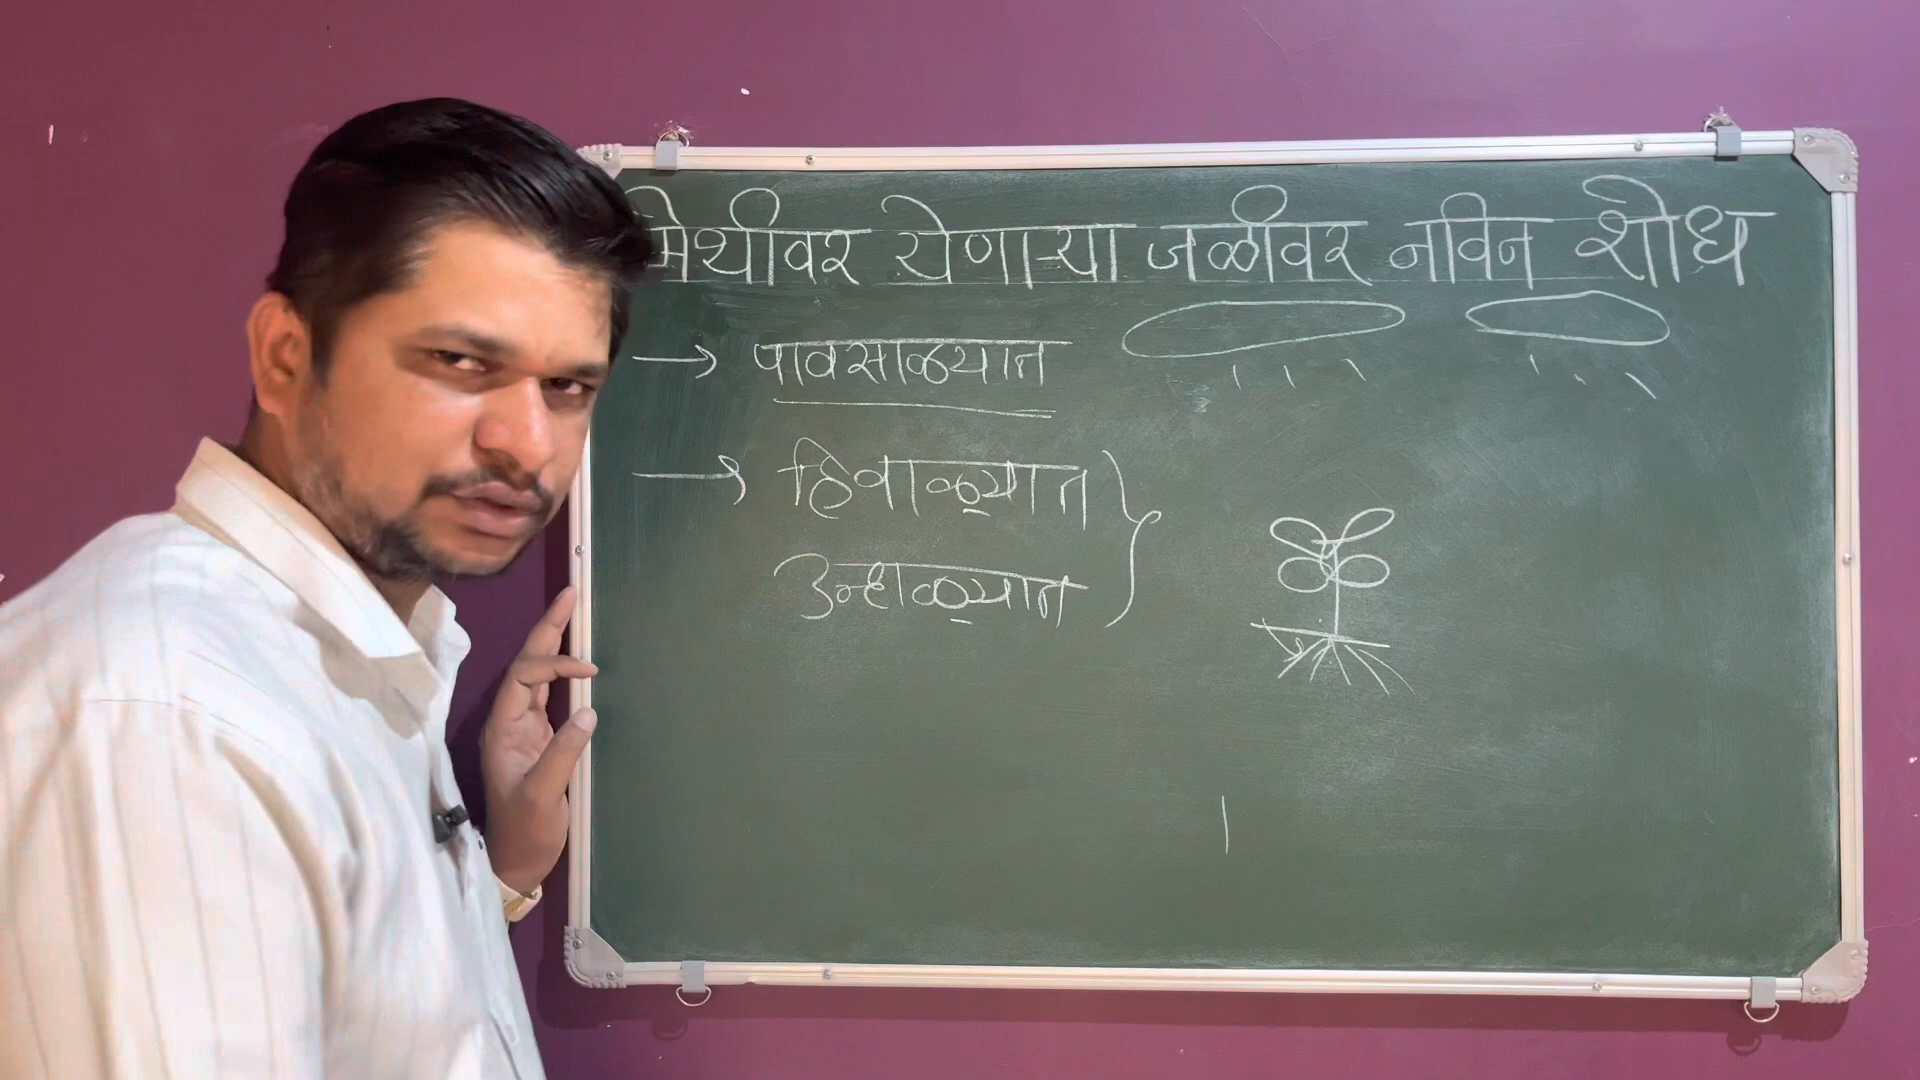 मेथीवर येणाऱ्या जळीवर नविन शोध
→ पावसाळ्यात
→ हिवाळ्यात
उन्हाळ्यात